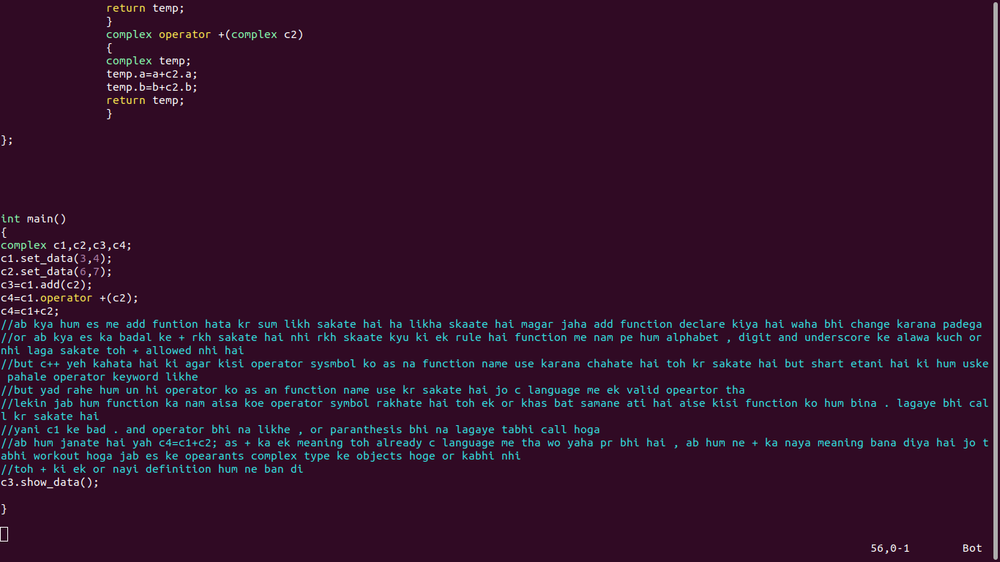 return temp;
}
complex operator +(complex c2)
{
complex temp;
temp.a=a+c2.a;
temp.b=b+c2.b;
return temp;
}
};
int main()
{
complex c1,c2,c3,c4;
c1.set_data(3,4);
c2.set_data(6,7);
c3=c1.add(c2);
c4=c1.operator +(c2);
c4=c1+c2;
//ab kya hum es me add funtion hata kr sum likh sakate hai ha likha skaate hai magar jaha add function declare kiya hai waha bhi change karana padega
//or ab kya es ka badal ke + rkh sakate hai nhi rkh skaate kyu ki ek rule hai function me nam pe hum alphabet , digit and underscore ke alawa kuch or
nhi laga sakate toh + allowed nhi hai
//but c++ yeh kahata hai ki agar kisi operator sysmbol ko as na function name use karana chahate hai toh kr sakate hai but shart etani hai ki hum uske
pahale operator keyword likhe
//but yad rahe hum un hi operator ko as an function name use kr sakate hai jo c language me ek valid opeartor tha
//lekin jab hum function ka nam aisa koe operator symbol rakhate hai toh ek or khas bat samane ati hai aise kisi function ko hum bina . lagaye bhi cal
l kr sakate hai
//yani c1 ke bad . and operator bhi na likhe , or paranthesis bhi na lagaye tabhi call hoga
//ab hum janate hai yah c4=c1+c2; as + ka ek meaning toh already c language me tha wo yaha pr bhi hai , ab hum ne + ka naya meaning bana diya hai jo t
abhi workout hoga jab es ke opearants complex type ke objects hoge or kabhi nhi
//toh + ki ek or nayi definition hum ne ban di
c3.show_data();
}
56,0-1 Bot